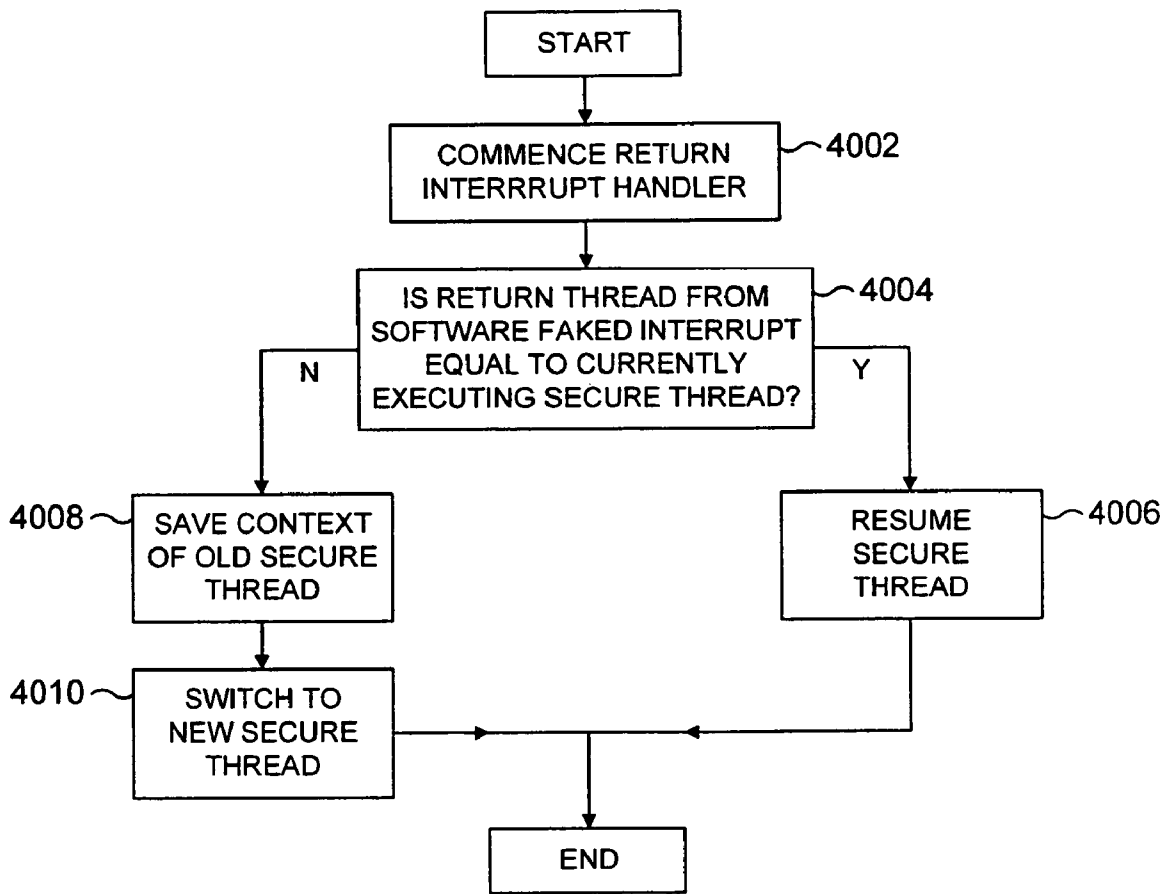 START
COMMENCE RETURN
INTERRRUPT HANDLER
4002
IS RETURN THREAD FROM
SOFTWARE FAKED INTERRUPT
EQUAL TO CURRENTLY
EXECUTING SECURE THREAD?
4004
N
Y
4008
SAVE CONTEXT
OF OLD SECURE
THREAD
RESUME
SECURE
THREAD
4006
4010
SWITCH TO
NEW SECURE
THREAD
END